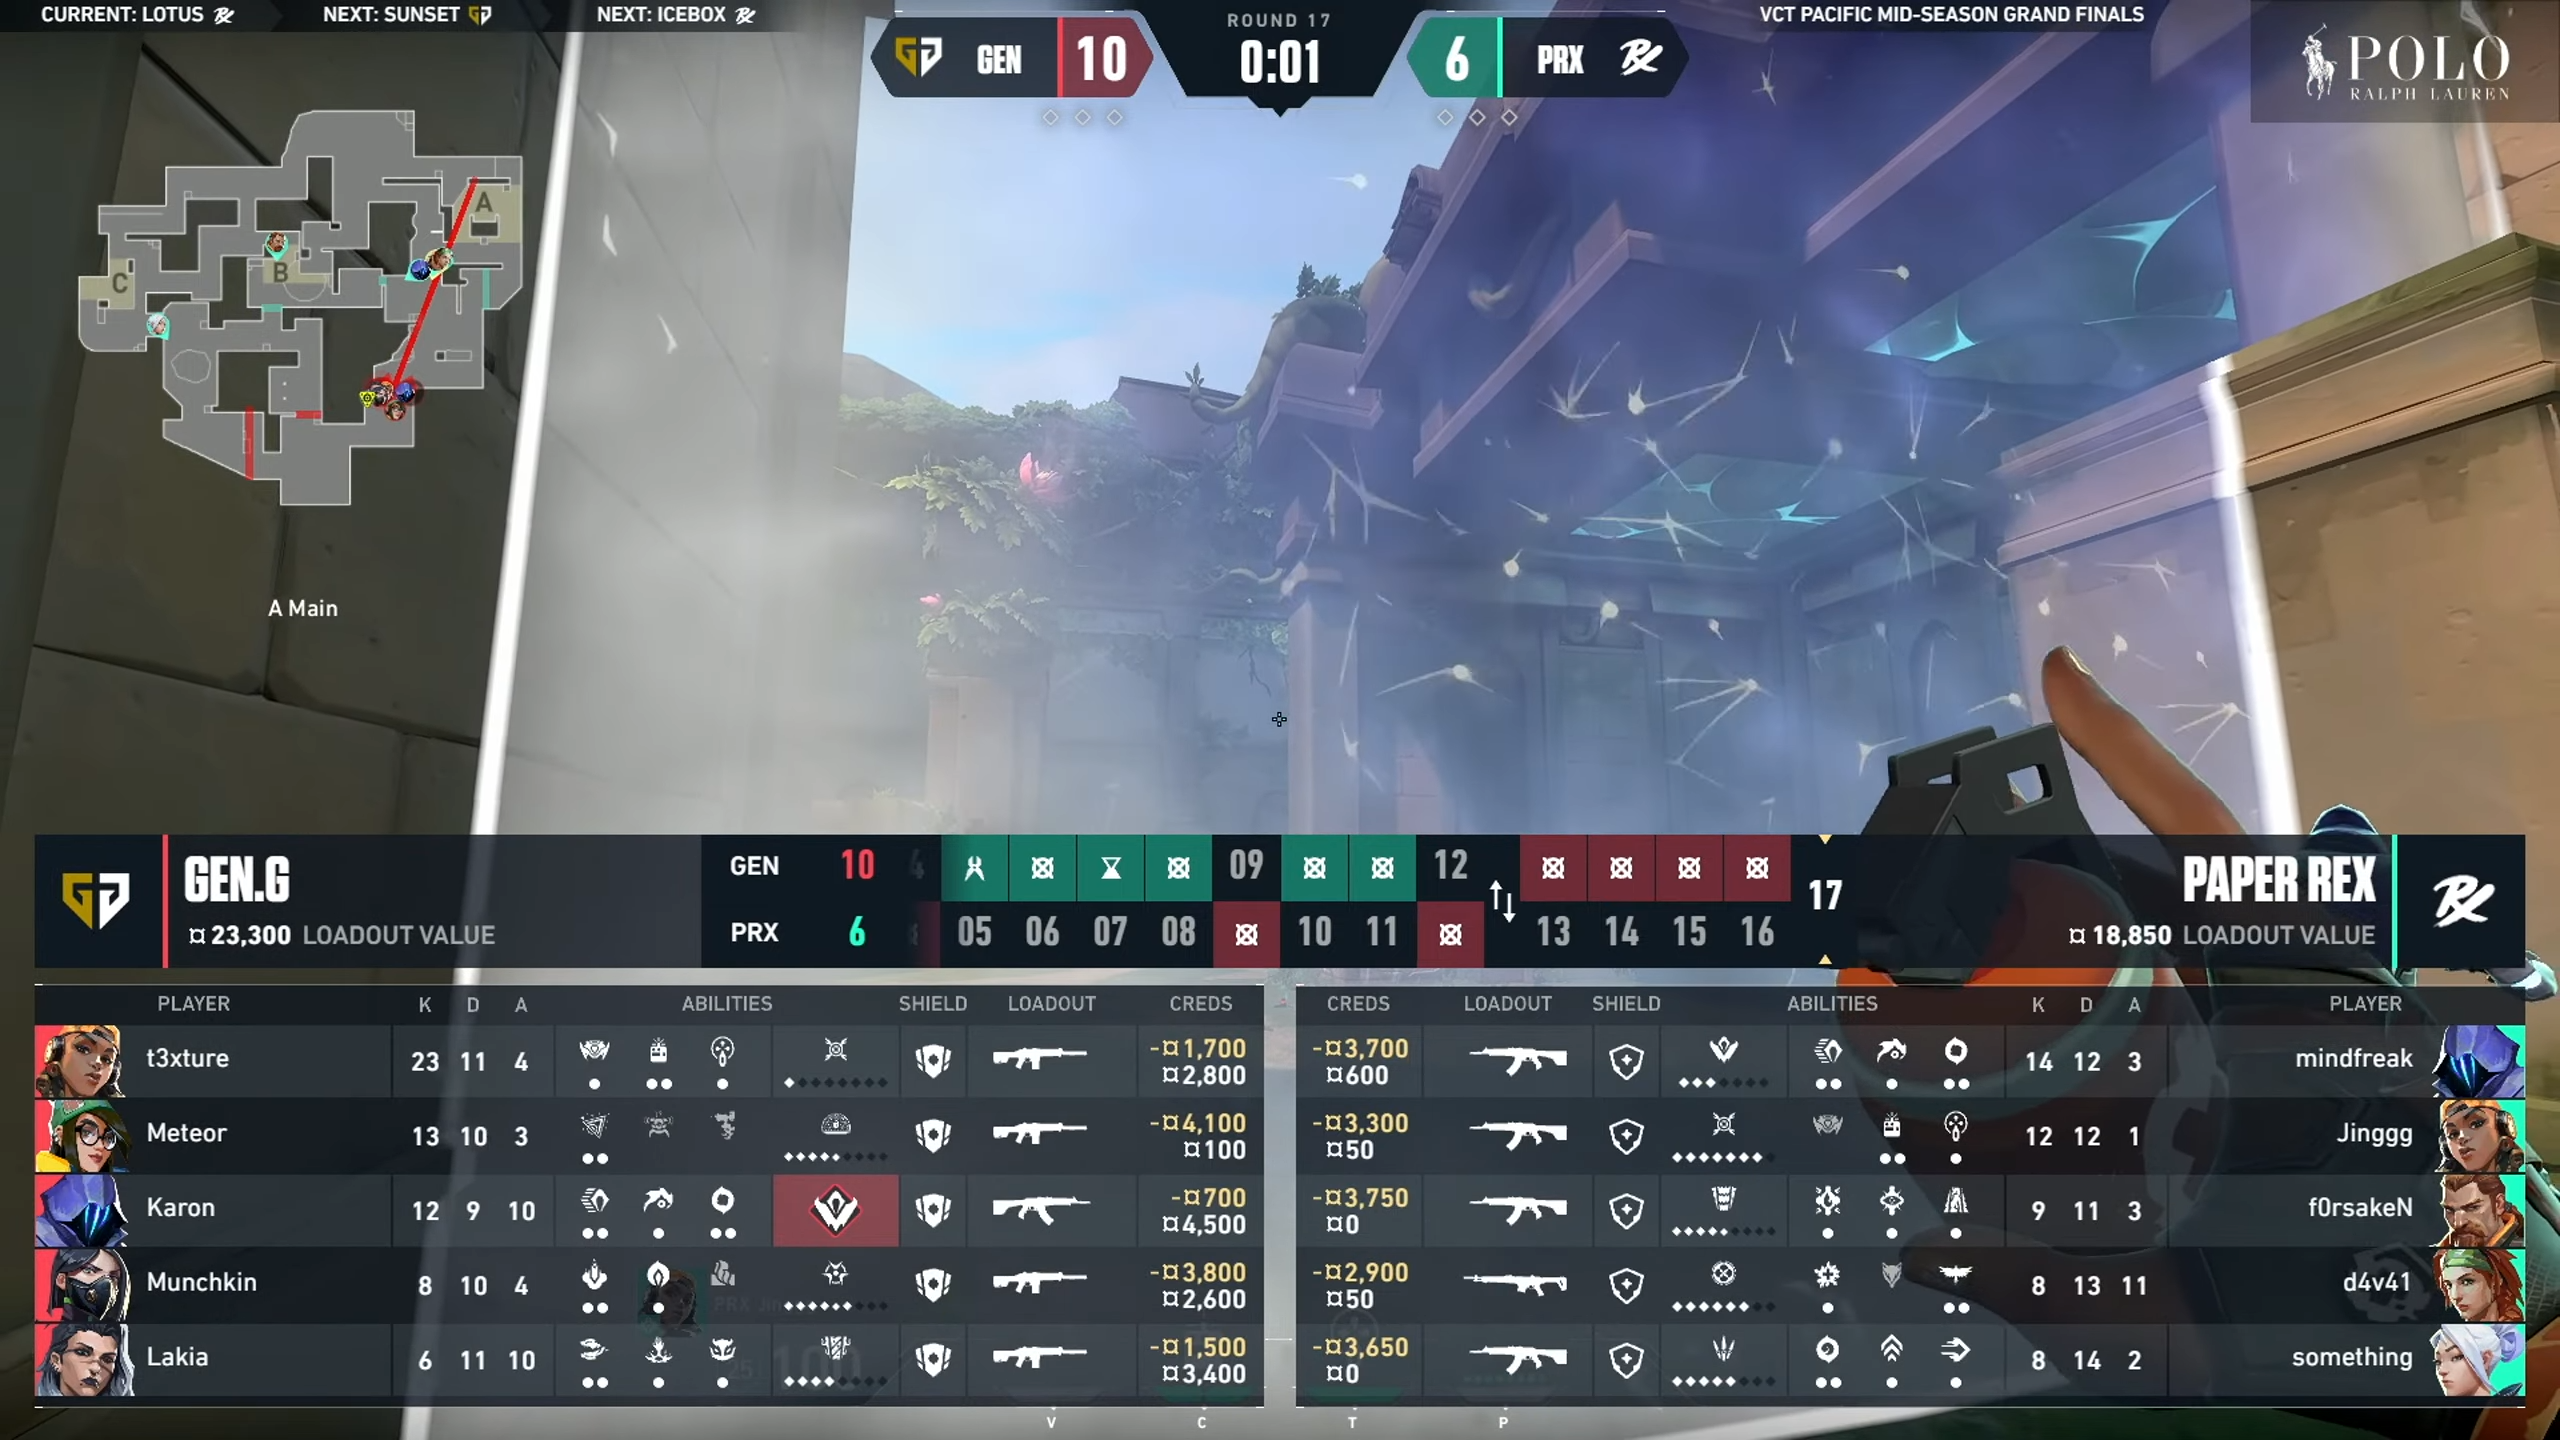 CURRENT: LOTUS
NEXT: SUNSET
NEXT: ICEBOX
ROUND 17
VCT PACIFIC MID-SEASON GRAND FINALS
GEN 10 0:01 6 PRX
POLO
RALPH LAUREN
A
B
C
A Main
GEN.G
¤ 23,300 LOADOUT VALUE
GEN 10 4 09 12
17
PRX 6 05 06 07 08 10 11 13 14 15 16
PAPER REX
¤ 18,850 LOADOUT VALUE
PLAYER K D A ABILITIES SHIELD LOADOUT CREDS
t3xture 23 11 4 -¤1,700
¤2,800
Meteor 13 10 3 -¤4,100
¤100
Karon 12 9 10 -¤700
¤4,500
Munchkin 8 10 4 -¤3,800
¤2,600
Lakia 6 11 10 -¤1,500
¤3,400
CREDS LOADOUT SHIELD ABILITIES K D A PLAYER
-¤3,700 14 12 3 mindfreak
¤600
-¤3,300 12 12 1 Jinggg
¤50
-¤3,750 9 11 3 f0rsakeN
¤0
-¤2,900 8 13 11 d4v41
¤50
-¤3,650 8 14 2 something
¤0
V C T P